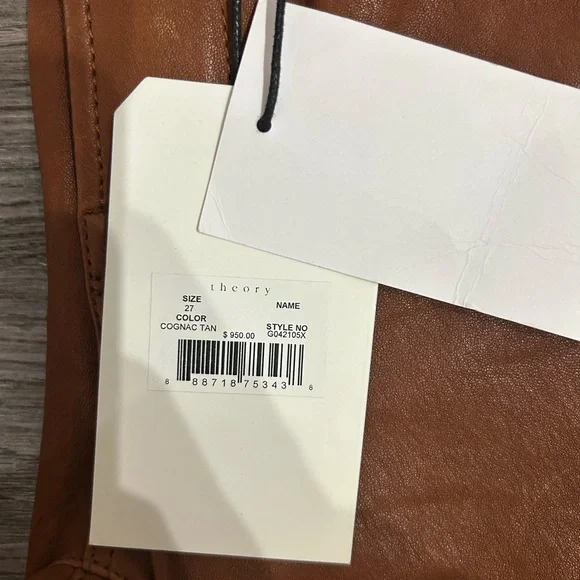 theory
SIZE NAME
27
COLOR STYLE NO
COGNAC TAN $ 950.00 G042105X
8 88718 75343 8